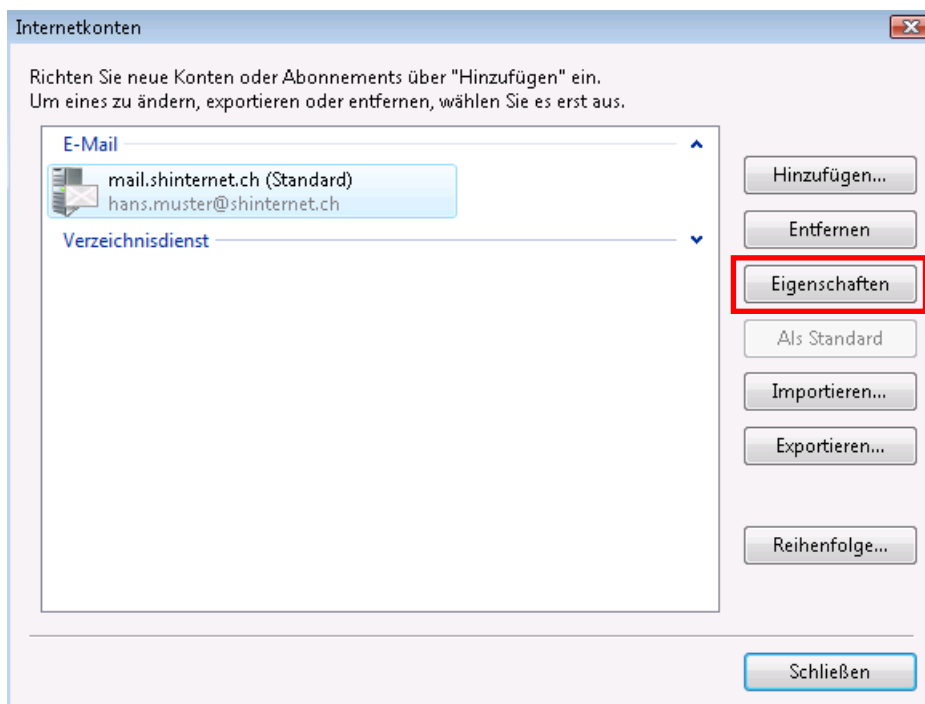 Internetkonten
Richten Sie neue Konten oder Abonnements über "Hinzufügen" ein.
Um eines zu ändern, exportieren oder entfernen, wählen Sie es erst aus.
E-Mail
mail.shinternet.ch (Standard)
hans.muster@shinternet.ch
Verzeichnisdienst
Hinzufügen...
Entfernen
Eigenschaften
Als Standard
Importieren...
Exportieren...
Reihenfolge...
Schließen